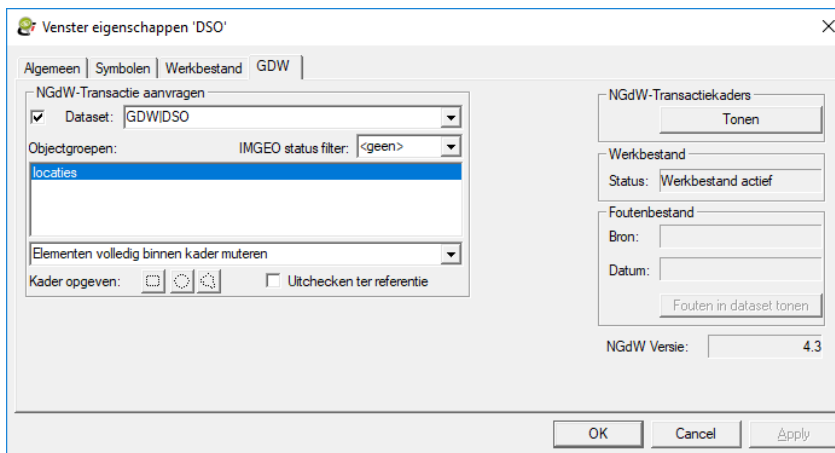 Venster eigenschappen 'DSO'
Algemeen
Symbolen
Werkbestand
GDW
NGdW-Transactie aanvragen
Dataset: GDW|DSO
Objectgroepen:
IMGEO status filter: <geen>
locaties
Elementen volledig binnen kader muteren
Kader opgeven:
Uitchecken ter referentie
NGdW-Transactiekaders
Tonen
Werkbestand
Status: Werkbestand actief
Foutenbestand
Bron:
Datum:
Fouten in dataset tonen
NGdW Versie: 4.3
OK
Cancel
Apply